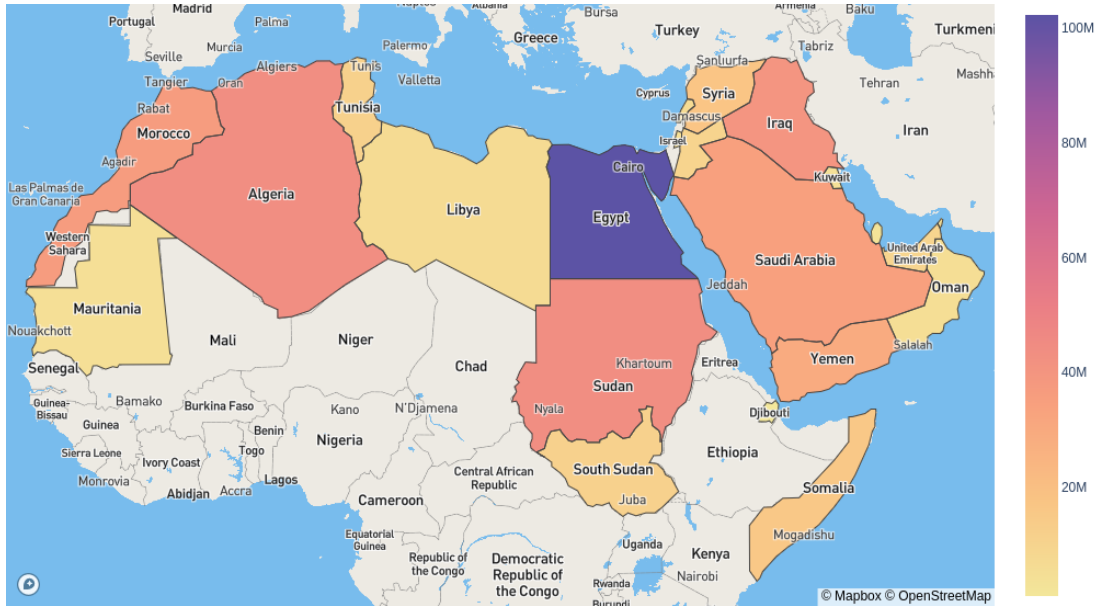 Madrid
Portugal
Palma
Naples
Albania
Bursa
Armenia
Baku
Seville
Murcia
Palermo
Greece
Turkey
Tabriz
Turkmeni
Tangier
Oran
Algiers
Tunis
Valletta
Sanlıurfa
Mashh
Tehran
Rabat
Morocco
Tunisia
Cyprus
Syria
Damascus
Israel
Iraq
Iran
Agadir
Cairo
Kuwait
Las Palmas de
Gran Canaria
Algeria
Libya
Egypt
Western
Sahara
Saudi Arabia
United Arab
Emirates
Jeddah
Oman
Mauritania
Nouakchott
Mali
Niger
Chad
Khartoum
Sudan
Eritrea
Yemen
Salalah
Senegal
Bamako
Burkina Faso
Kano
N'Djamena
Nyala
Djibouti
Guinea-
Bissau
Guinea
Benin
Nigeria
Ethiopia
Sierra Leone
Ivory Coast
Togo
Monrovia
Abidjan
Accra
Lagos
Central African
Republic
South Sudan
Juba
Somalia
Cameroon
Mogadishu
Equatorial
Guinea
Republic of
the Congo
Democratic
Republic of
the Congo
Uganda
Kenya
Nairobi
Rwanda
Burundi
© Mapbox © OpenStreetMap
100M
80M
60M
40M
20M